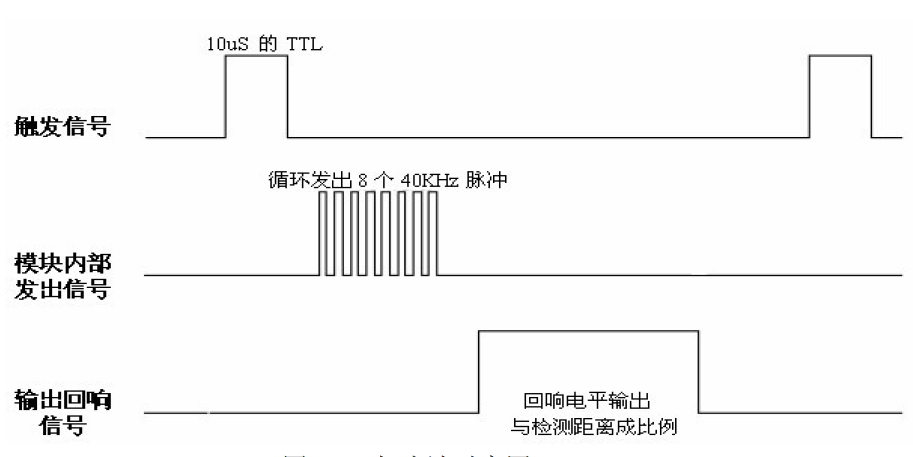 10uS 的 TTL
触发信号
循环发出 8 个 40KHz 脉冲
模块内部
发出信号
输出回响
信号
回响电平输出
与检测距离成比例